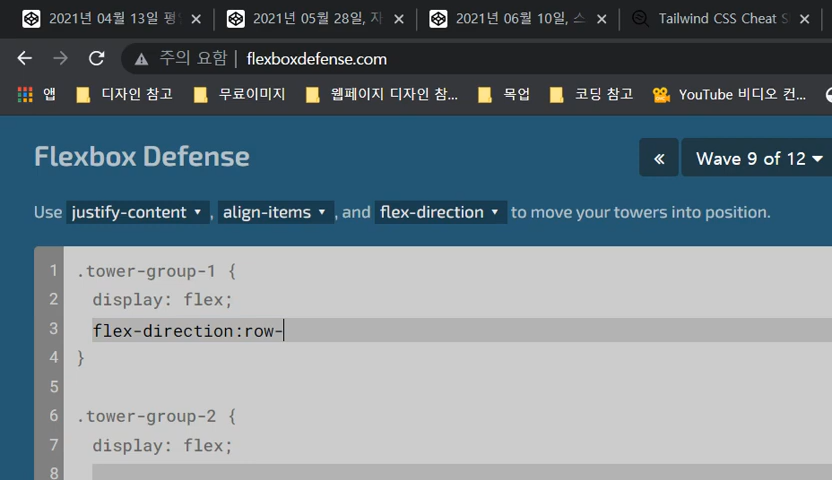 2021년 04월 13일 평
2021년 05월 28일, 지
2021년 06월 10일, 스
Tailwind CSS Cheat S
주의 요함 | flexboxdefense.com
앱 디자인 참고 무료이미지 웹페이지 디자인 참... 목업 코딩 참고 YouTube 비디오 컨...
Flexbox Defense
« Wave 9 of 12
Use justify-content, align-items, and flex-direction to move your towers into position.
1 .tower-group-1 {
2 display: flex;
3 flex-direction:row-
4 }
5
6 .tower-group-2 {
7 display: flex;
8